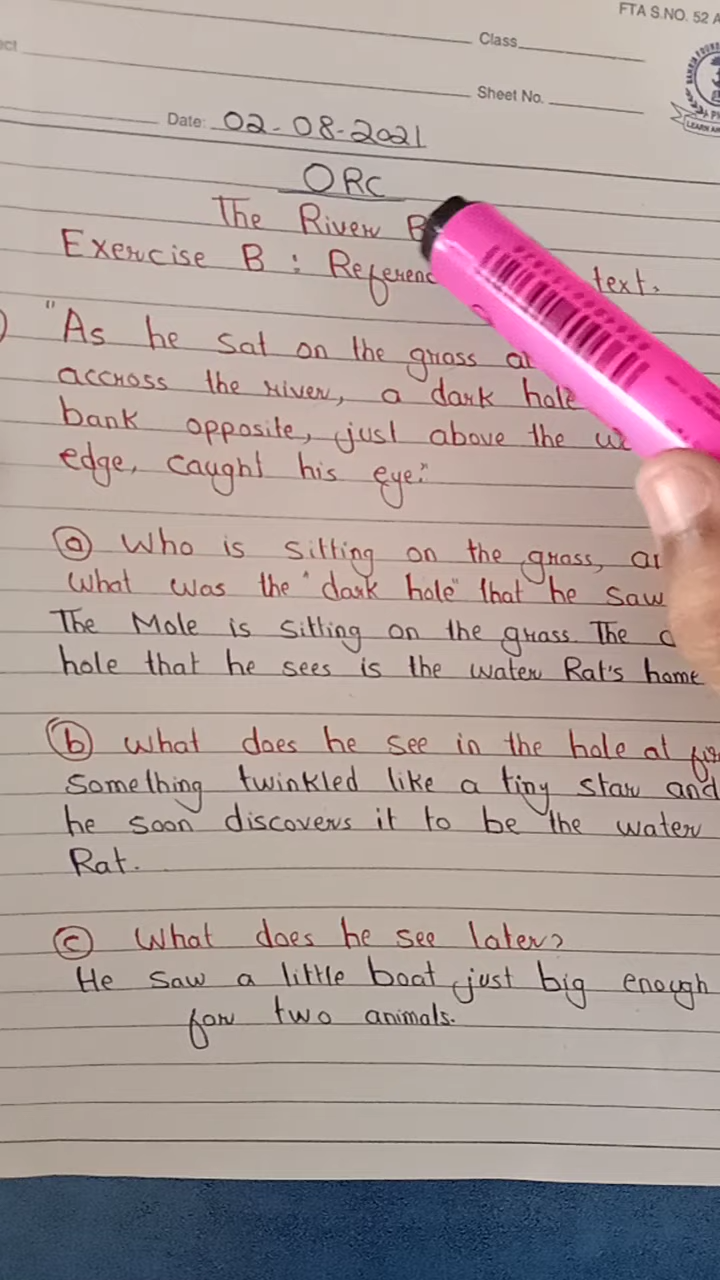 FTA S.NO. 52 A
Class
Sheet No.
Date: 02-08-2021
ORC
The River
Exercise B : text.
"As he sat on the grass
accross the river, a dark hole
bank opposite, just above the
edge, caught his eye."
(a) Who is sitting on the grass,
What was the "dark hole" that he saw
The Mole is sitting on the grass. The
hole that he sees is the water Rat's home
(b) What does he see in the hole at
Something twinkled like a tiny star and
he soon discovers it to be the water
Rat.
(c) What does he see later?
He saw a little boat, just big enough
for two animals.